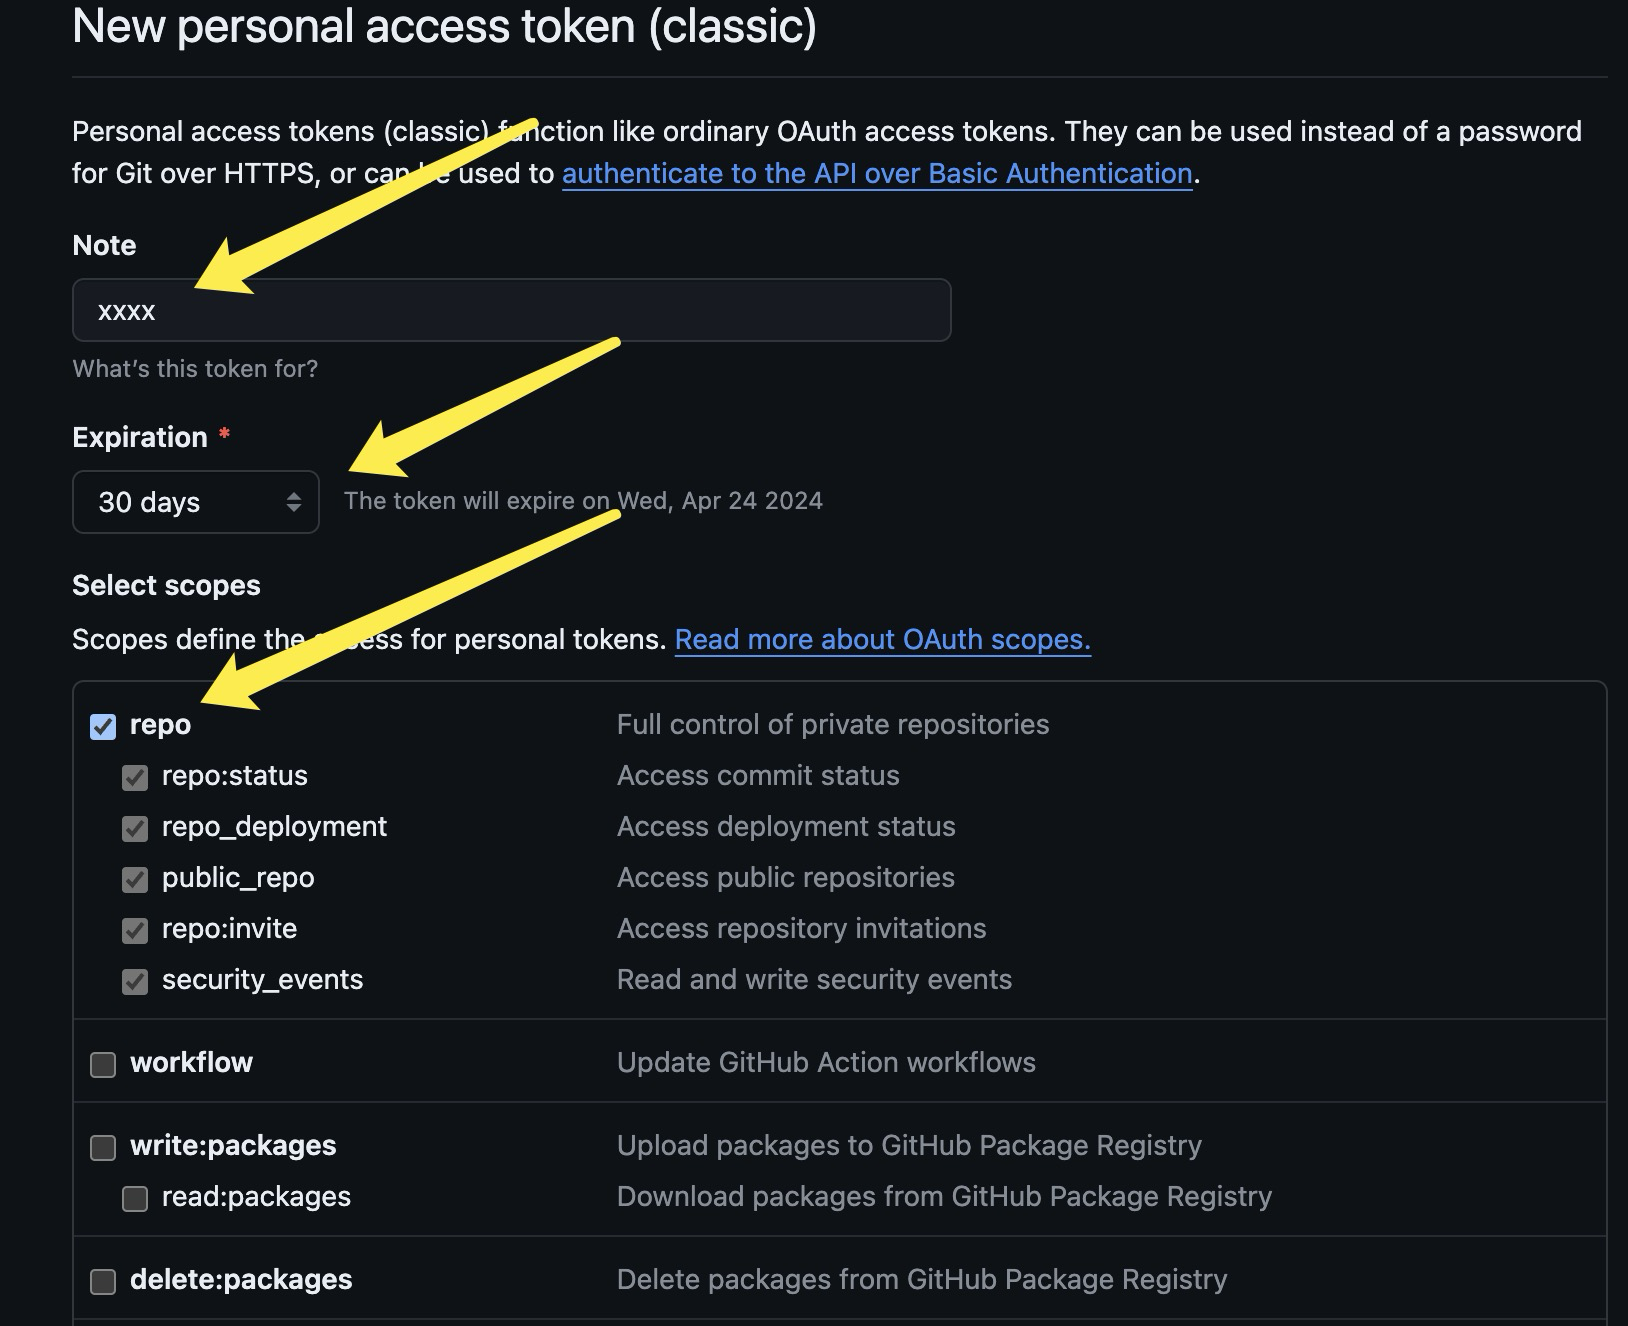 New personal access token (classic)
Personal access tokens (classic) function like ordinary OAuth access tokens. They can be used instead of a password
for Git over HTTPS, or can be used to authenticate to the API over Basic Authentication.
Note
xxxx
What's this token for?
Expiration *
30 days
The token will expire on Wed, Apr 24 2024
Select scopes
Scopes define the access for personal tokens. Read more about OAuth scopes.
repo Full control of private repositories
repo:status Access commit status
repo_deployment Access deployment status
public_repo Access public repositories
repo:invite Access repository invitations
security_events Read and write security events
workflow Update GitHub Action workflows
write:packages Upload packages to GitHub Package Registry
read:packages Download packages from GitHub Package Registry
delete:packages Delete packages from GitHub Package Registry